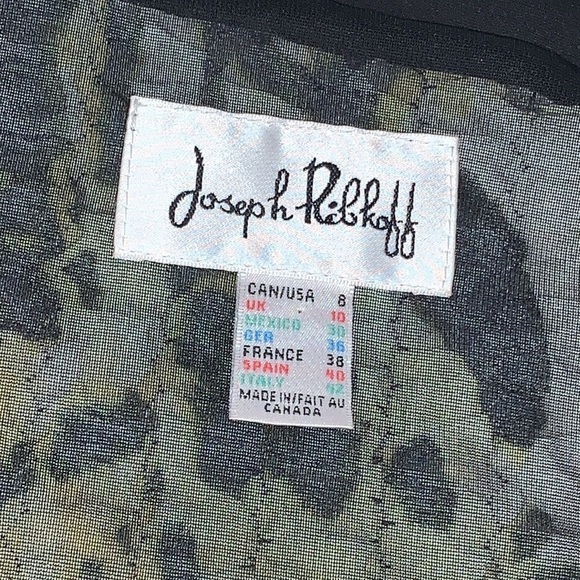 Joseph Ribkoff
CAN/USA 8
UK 10
MEXICO 30
GER 36
FRANCE 38
SPAIN 40
ITALY 42
MADE IN/FAIT AU
CANADA